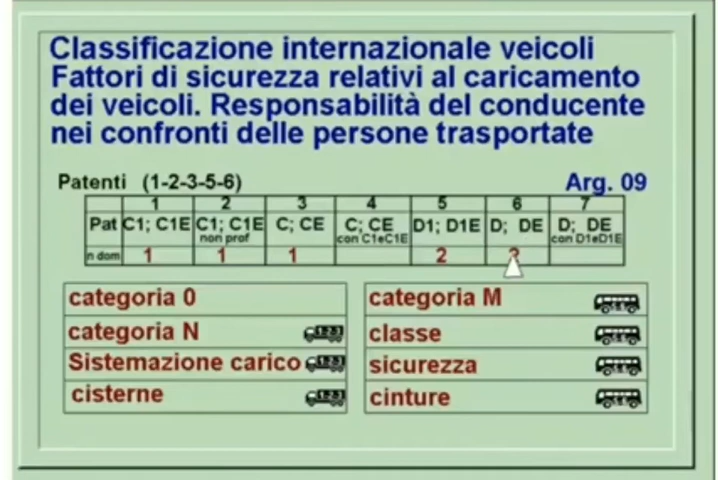 Classificazione internazionale veicoli
Fattori di sicurezza relativi al caricamento
dei veicoli. Responsabilità del conducente
nei confronti delle persone trasportate
Patenti (1-2-3-5-6) Arg. 09
1 2 3 4 5 6 7
Pat C1; C1E C1; C1E C; CE C; CE D1; D1E D; DE D; DE
non prof con C1eC1E con D1eD1E
n dom 1 1 1 2
categoria 0 categoria M
categoria N classe
Sistemazione carico sicurezza
cisterne cinture